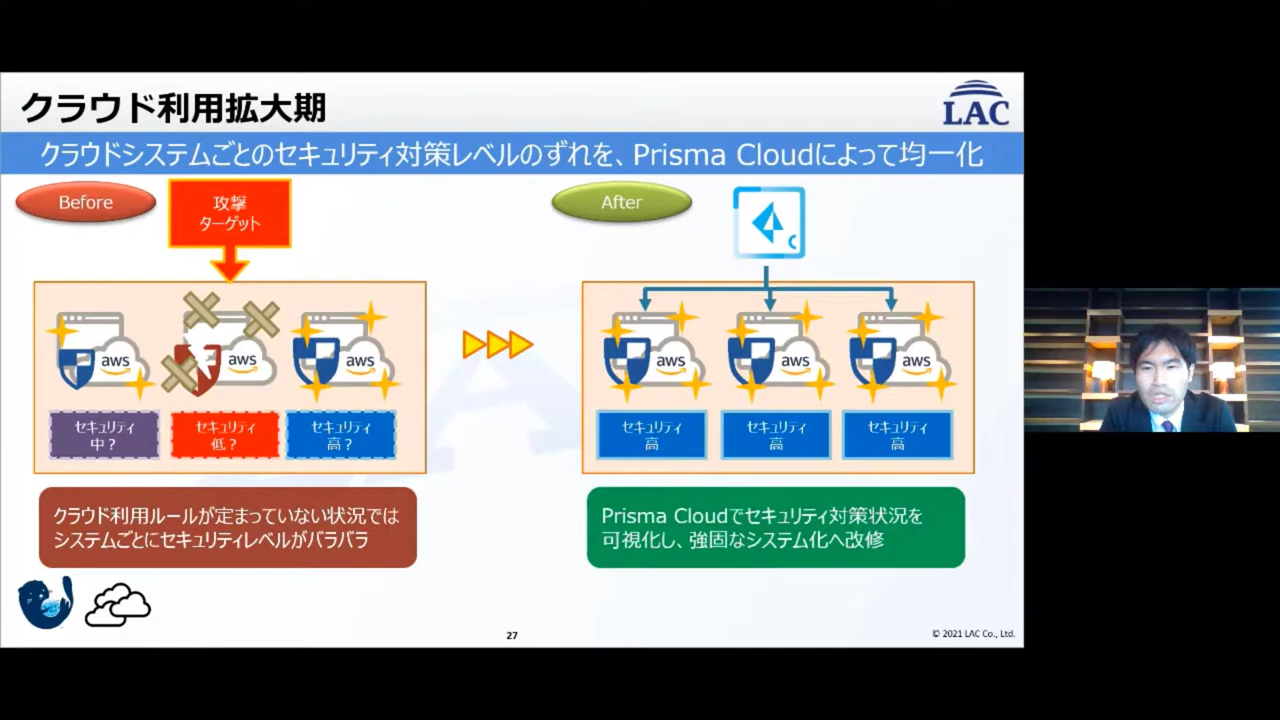 クラウド利用拡大期
LAC
クラウドシステムごとのセキュリティ対策レベルのずれを、Prisma Cloudによって均一化
Before
攻撃
ターゲット
aws
aws
aws
セキュリティ
中？
セキュリティ
低？
セキュリティ
高？
クラウド利用ルールが定まっていない状況では
システムごとにセキュリティレベルがバラバラ
After
C
aws
aws
aws
セキュリティ
高
セキュリティ
高
セキュリティ
高
Prisma Cloudでセキュリティ対策状況を
可視化し、強固なシステム化へ改修
27
© 2021 LAC Co., Ltd.